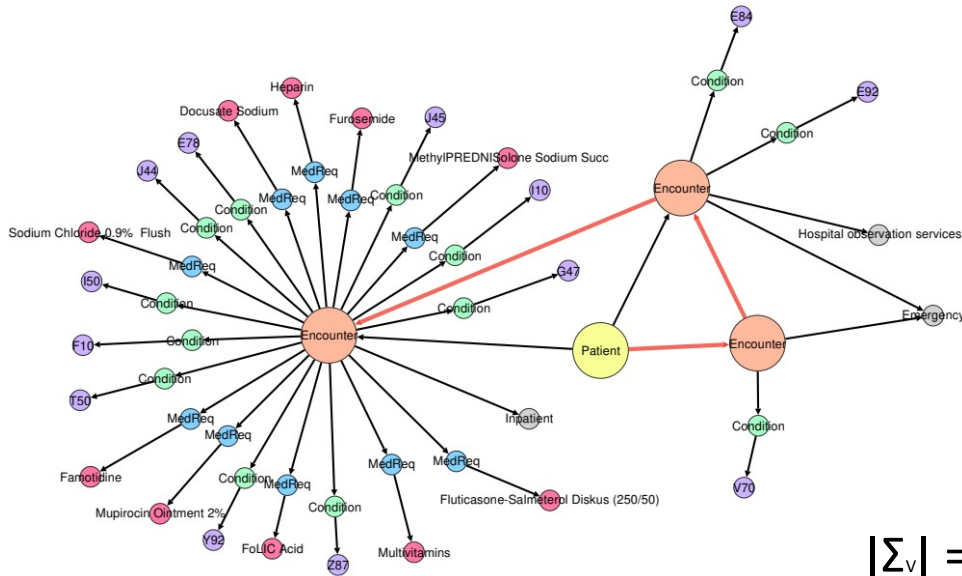 E84
Heparin
Condition
E92
Docusate Sodium
Furosemide
J45
Condition
E78
MethylPREDNISolone Sodium Succ
J44
MedReq
I10
MedReq
MedReq
Condition
Encounter
Condition
Condition
MedReq
Sodium Chloride 0.9% Flush
Hospital observation services
Condition
MedReq
G47
I50
Condition
Condition
Emergency
Encounter
F10
Condition
Patient
Encounter
Condition
T50
MedReq
Inpatient
Condition
MedReq
MedReq
MedReq
Famotidine
Condition
MedReq
Fluticasone-Salmeterol Diskus (250/50)
V70
Mupirocin Ointment 2%
Condition
Y92
FoLIC Acid
Multivitamins
Z87
|Σv| =